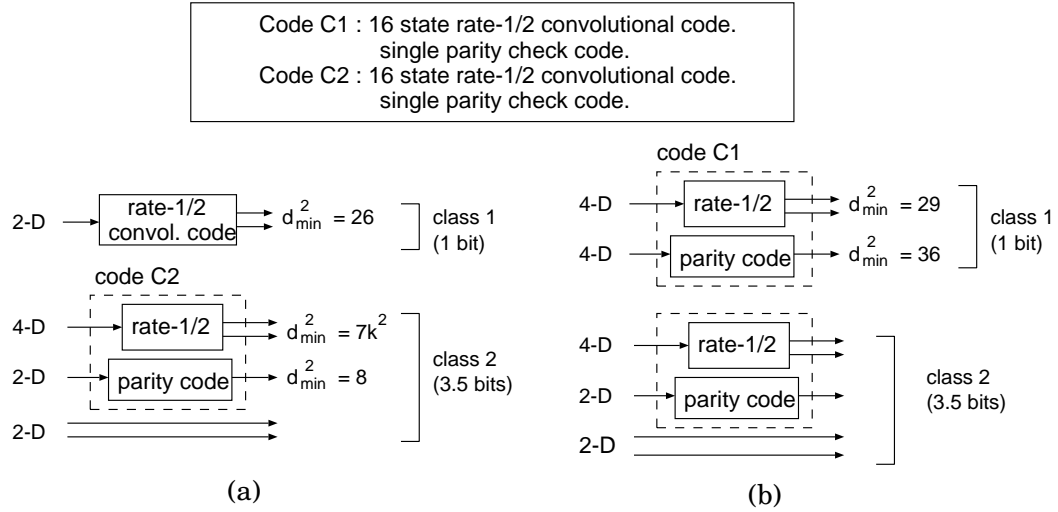 Code C1 : 16 state rate-1/2 convolutional code.
single parity check code.
Code C2 : 16 state rate-1/2 convolutional code.
single parity check code.
2-D
rate-1/2
convol. code
d²min = 26
class 1
(1 bit)
code C2
4-D
rate-1/2
d²min = 7k²
2-D
parity code
d²min = 8
class 2
(3.5 bits)
2-D
(a)
code C1
4-D
rate-1/2
d²min = 29
4-D
parity code
d²min = 36
class 1
(1 bit)
4-D
rate-1/2
2-D
parity code
class 2
(3.5 bits)
2-D
(b)